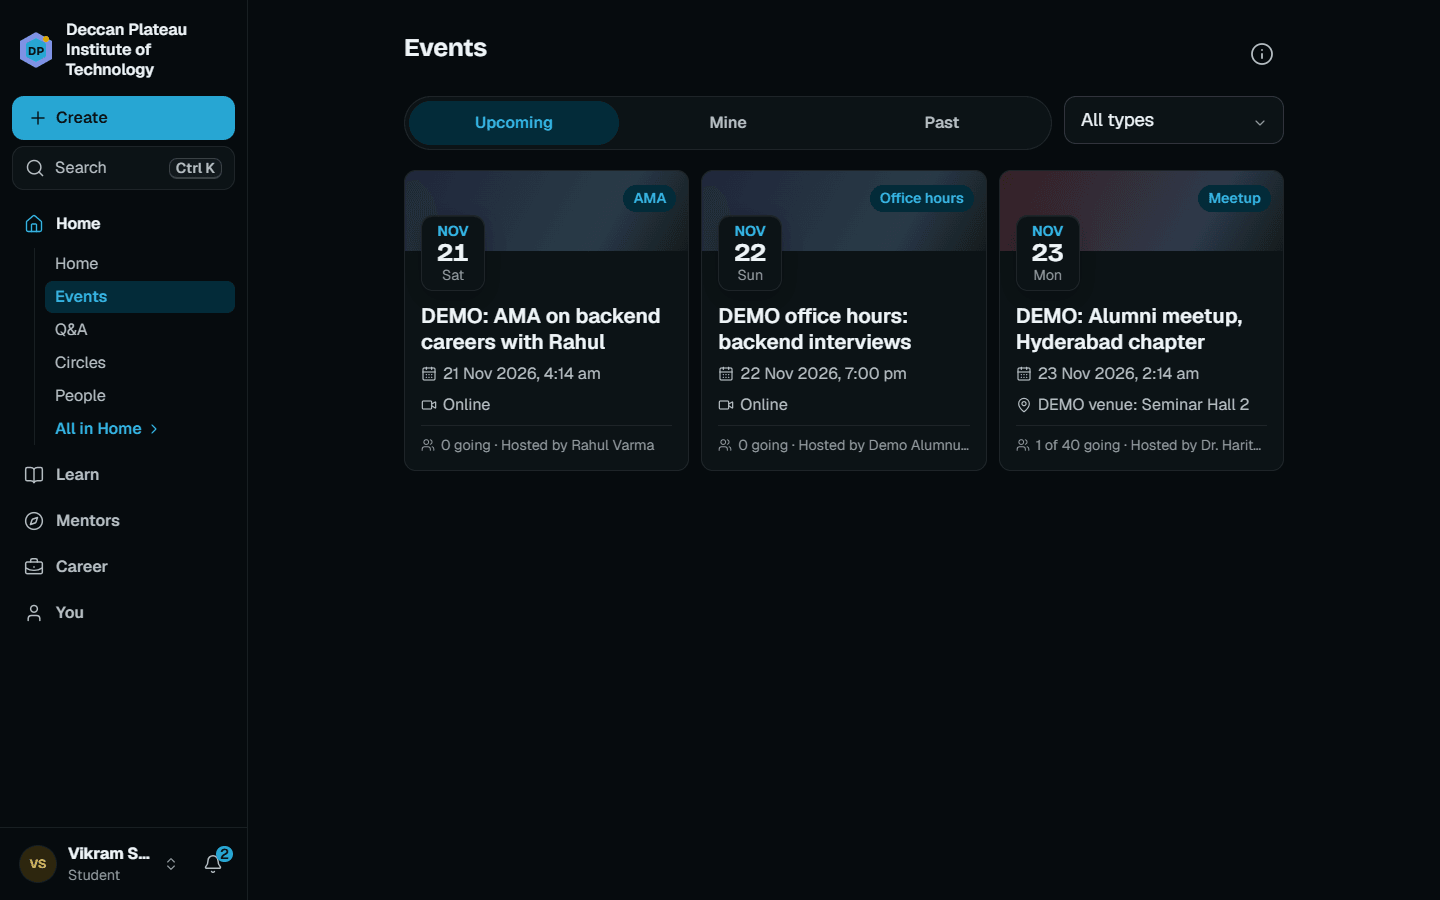 DP
Deccan Plateau
Institute of
Technology
Create
Search
Ctrl K
Home
Home
Events
Q&A
Circles
People
All in Home
Learn
Mentors
Career
You
VS
Vikram S...
Student
2
Events
Upcoming
Mine
Past
All types
AMA
NOV
21
Sat
DEMO: AMA on backend
careers with Rahul
21 Nov 2026, 4:14 am
Online
0 going · Hosted by Rahul Varma
Office hours
NOV
22
Sun
DEMO office hours:
backend interviews
22 Nov 2026, 7:00 pm
Online
0 going · Hosted by Demo Alumnu...
Meetup
NOV
23
Mon
DEMO: Alumni meetup,
Hyderabad chapter
23 Nov 2026, 2:14 am
DEMO venue: Seminar Hall 2
1 of 40 going · Hosted by Dr. Harit...